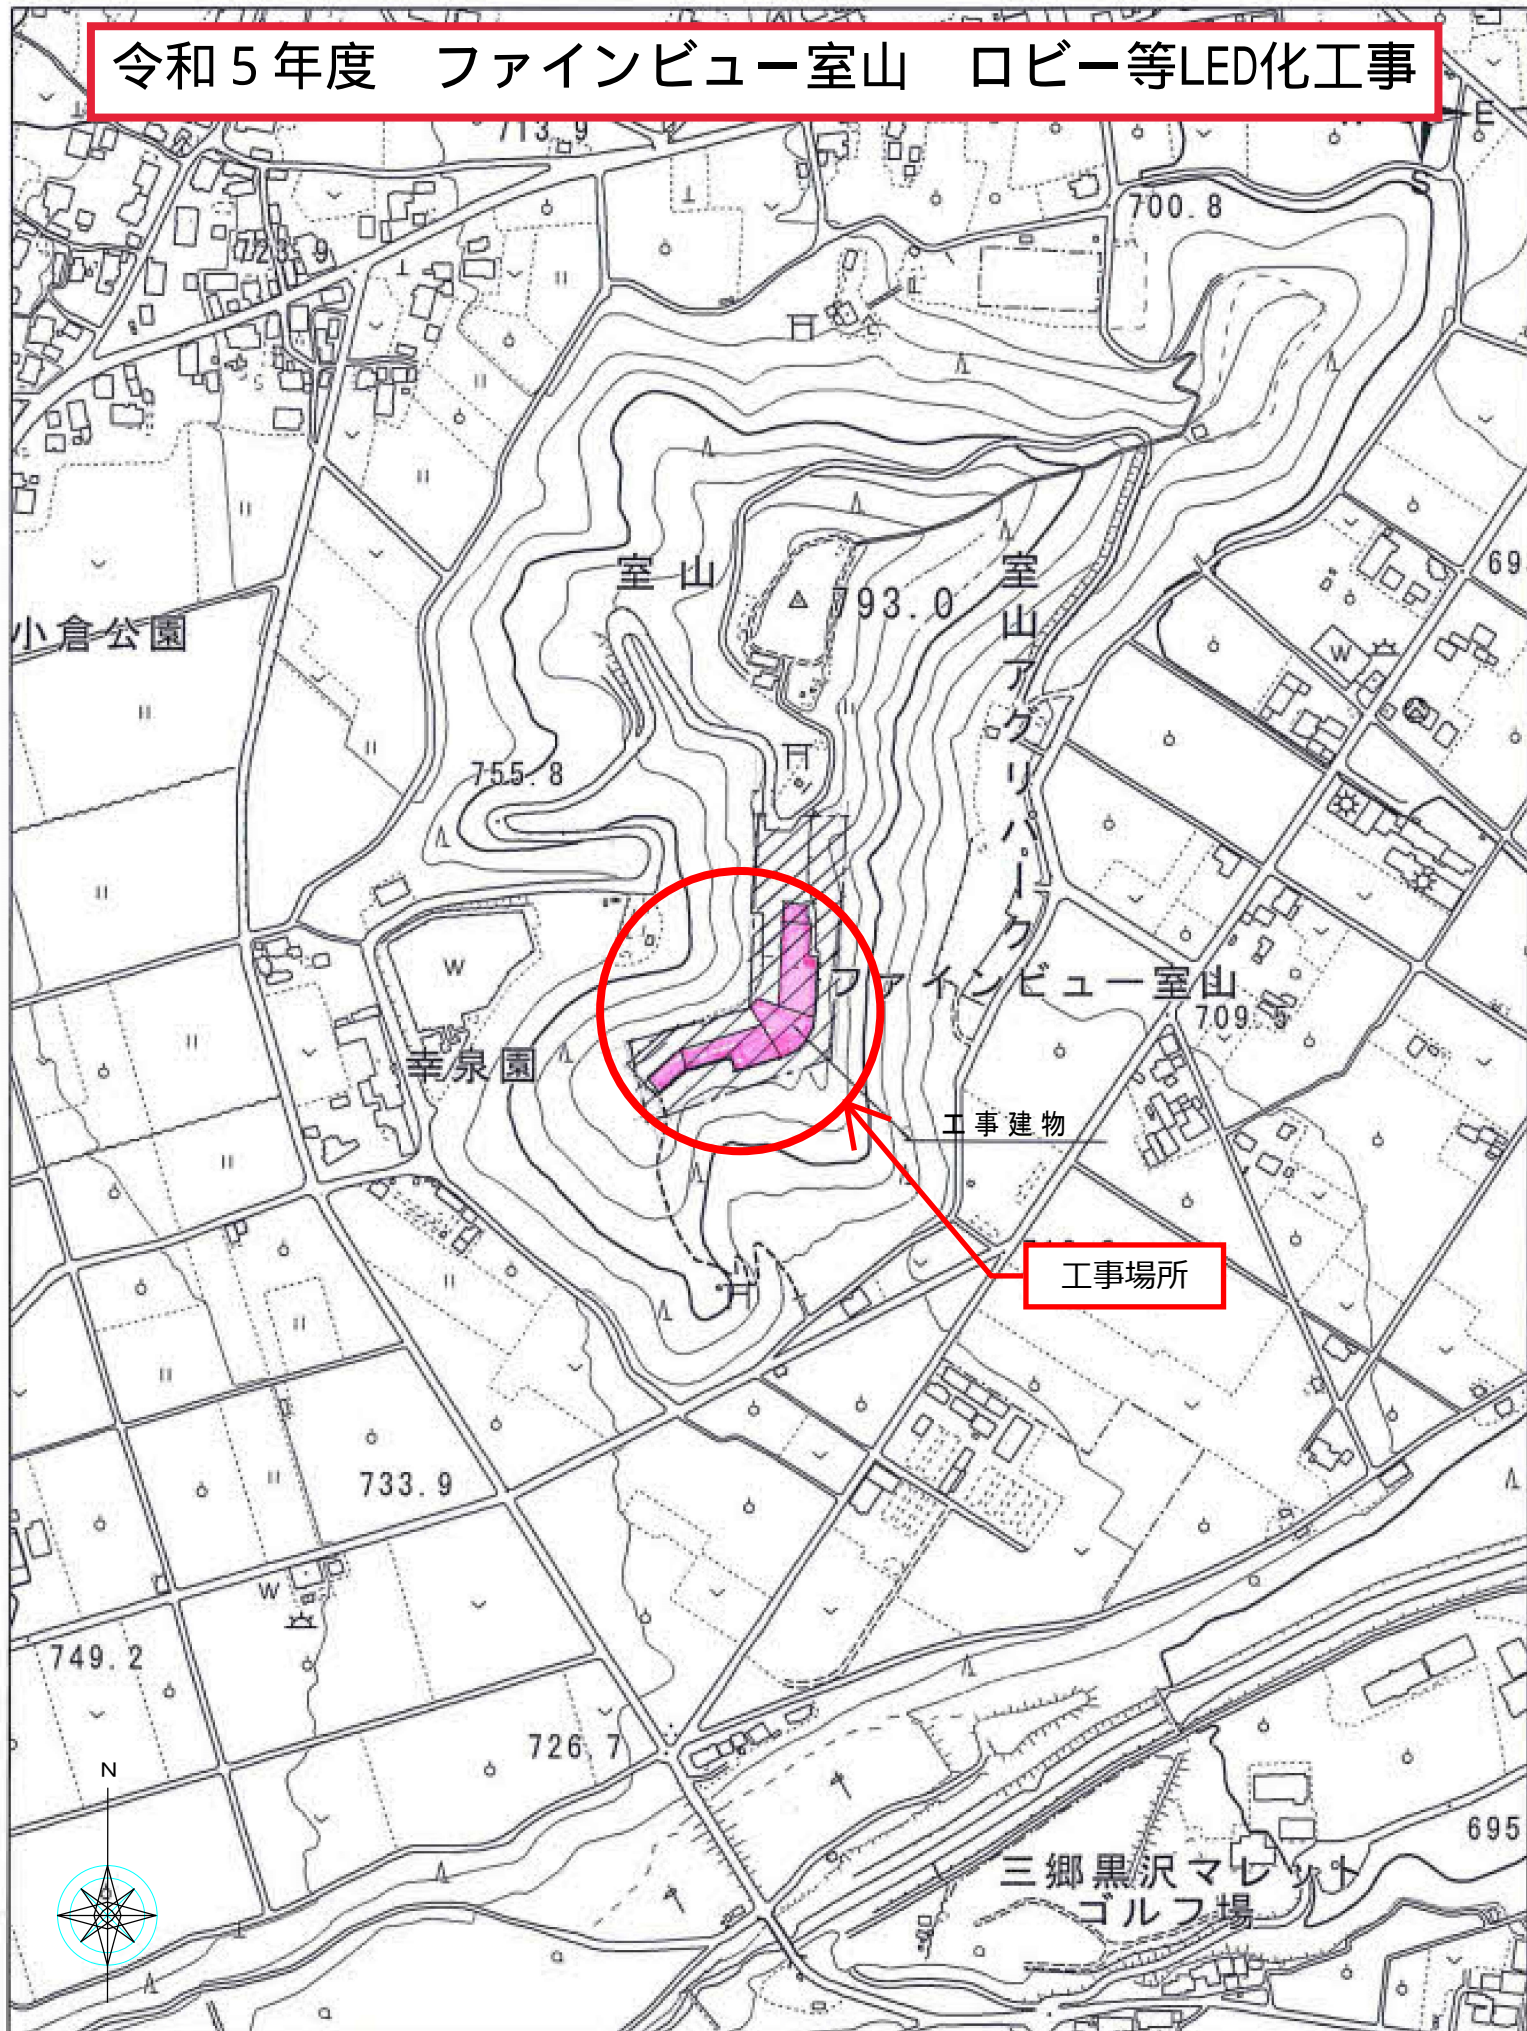 令和5年度　ファインビュー室山　ロビー等LED化工事
E
713.9
700.8
723.9
室山
793.0
室山アグリパーク
69
小倉公園
W
755.8
W
ファインビュー室山
709.5
幸泉園
工事建物
工事場所
733.9
W
749.2
726.7
N
695
三郷黒沢マレット
ゴルフ場